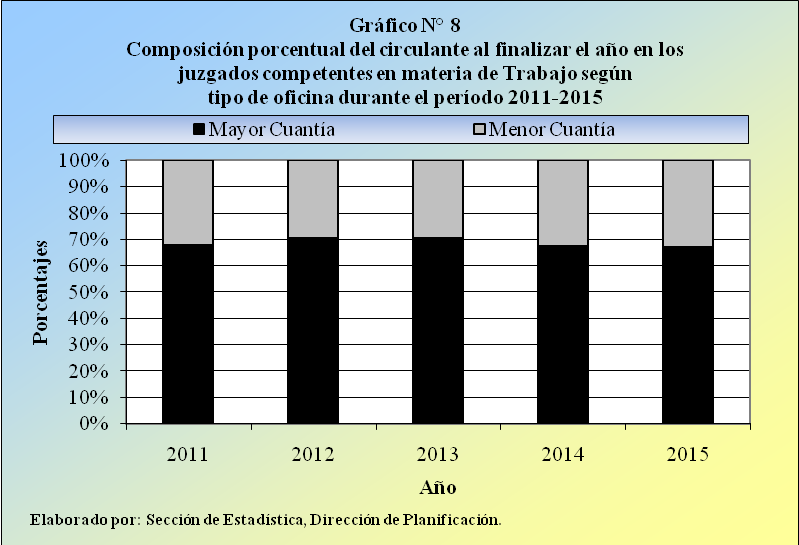 Gráfico N° 8
Composición porcentual del circulante al finalizar el año en los
juzgados competentes en materia de Trabajo según
tipo de oficina durante el período 2011-2015
Mayor Cuantía Menor Cuantía
100%
90%
80%
70%
60%
50%
40%
30%
20%
10%
0%
Porcentajes
2011 2012 2013 2014 2015
Año
Elaborado por: Sección de Estadística, Dirección de Planificación.